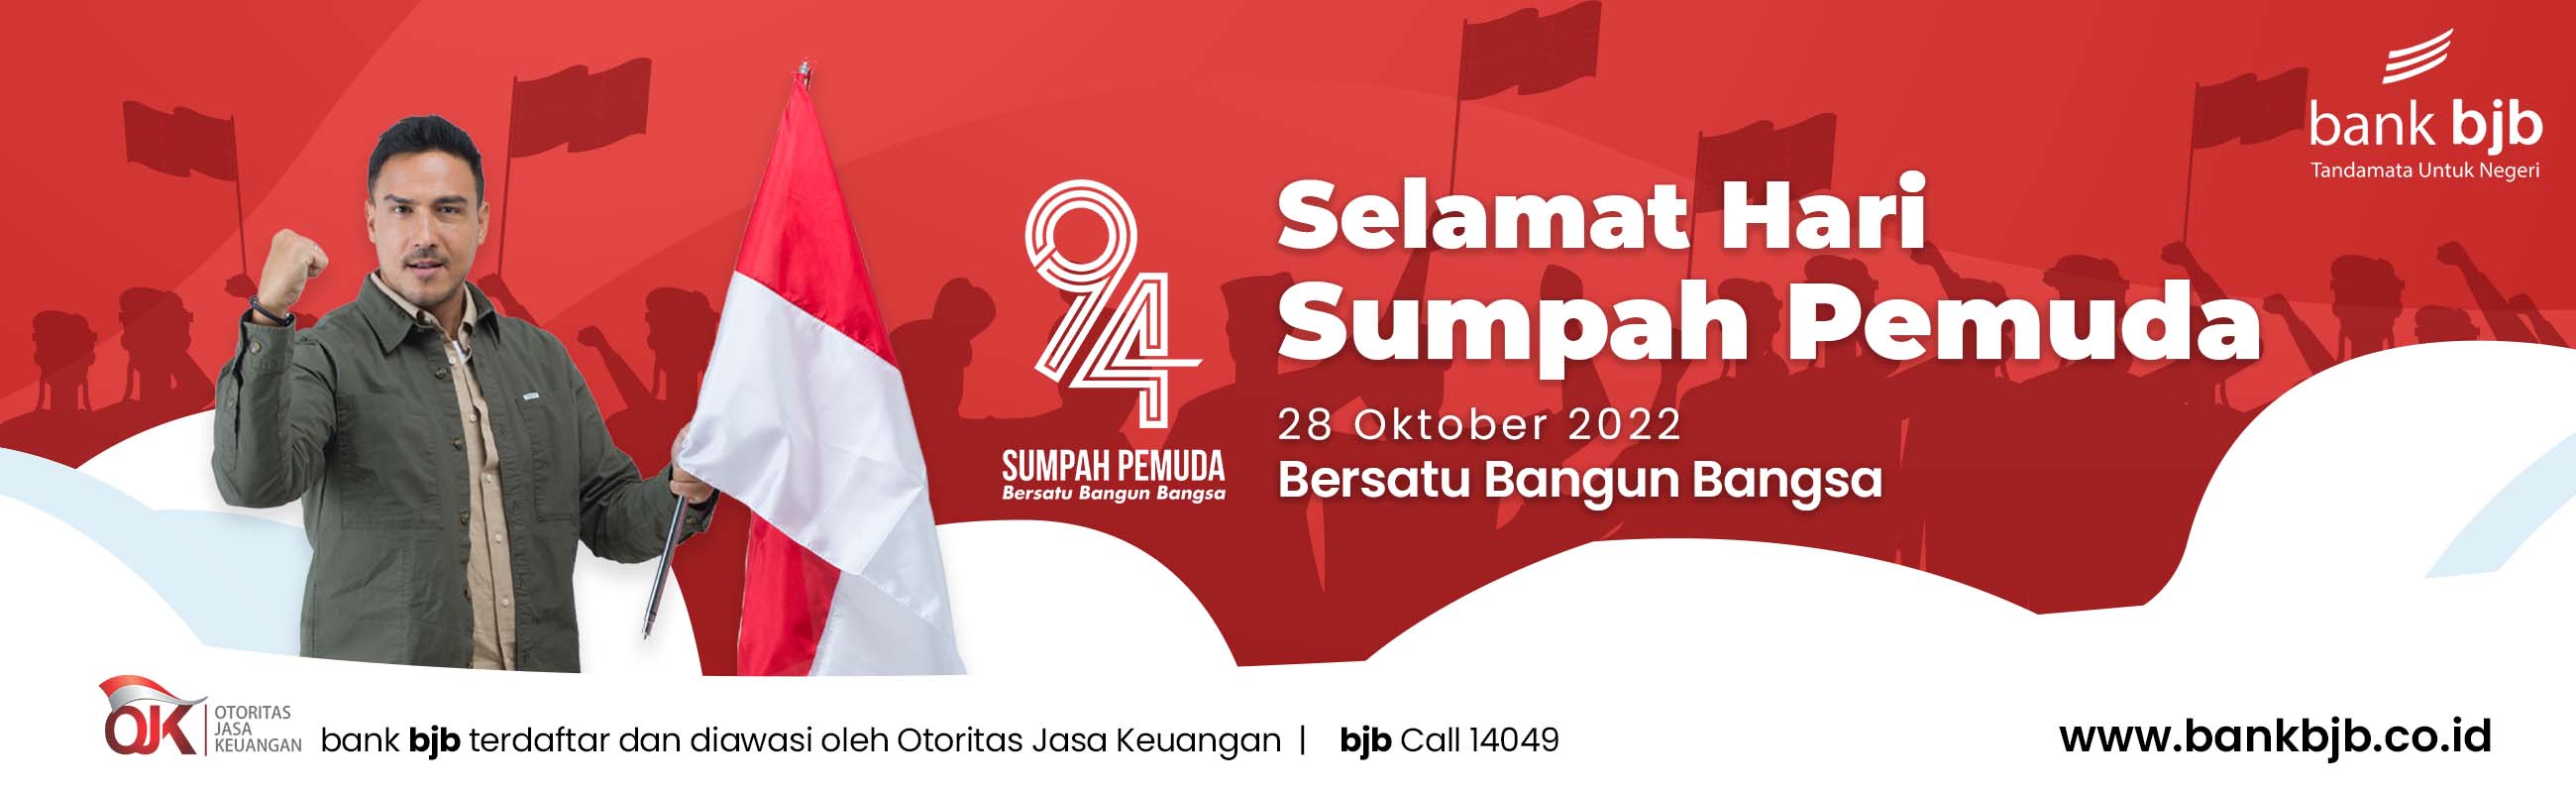 bank bjb
Tandamata Untuk Negeri
94
SUMPAH PEMUDA
Bersatu Bangun Bangsa
Selamat Hari
Sumpah Pemuda
28 Oktober 2022
Bersatu Bangun Bangsa
OJK
OTORITAS
JASA
KEUANGAN
bank bjb terdaftar dan diawasi oleh Otoritas Jasa Keuangan | bjb Call 14049
www.bankbjb.co.id